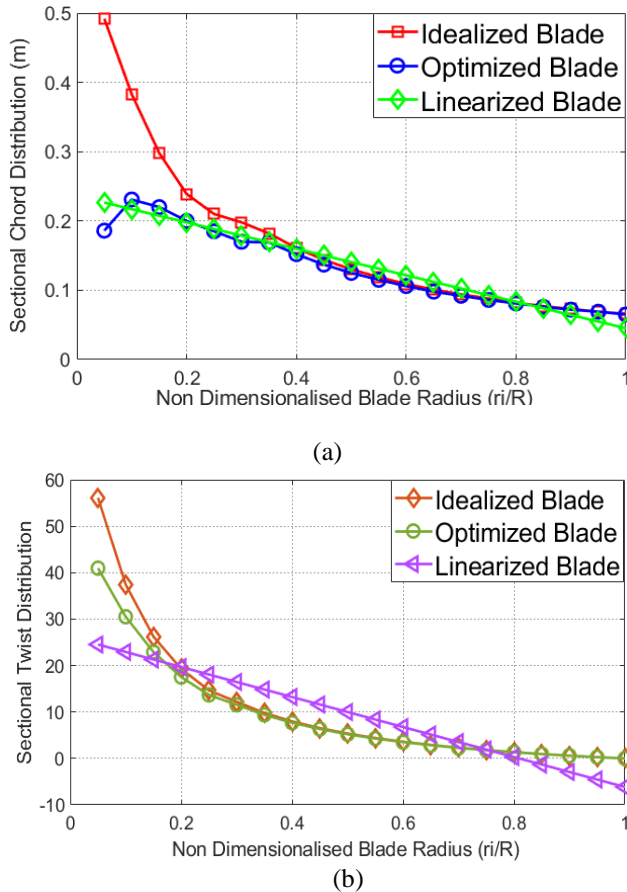 0.5
0.4
0.3
0.2
0.1
0
Sectional Chord Distribution (m)
Idealized Blade
Optimized Blade
Linearized Blade
0 0.2 0.4 0.6 0.8 1
Non Dimensionalised Blade Radius (ri/R)
(a)
60
50
40
30
20
10
0
-10
Sectional Twist Distribution
Idealized Blade
Optimized Blade
Linearized Blade
0 0.2 0.4 0.6 0.8 1
Non Dimensionalised Blade Radius (ri/R)
(b)